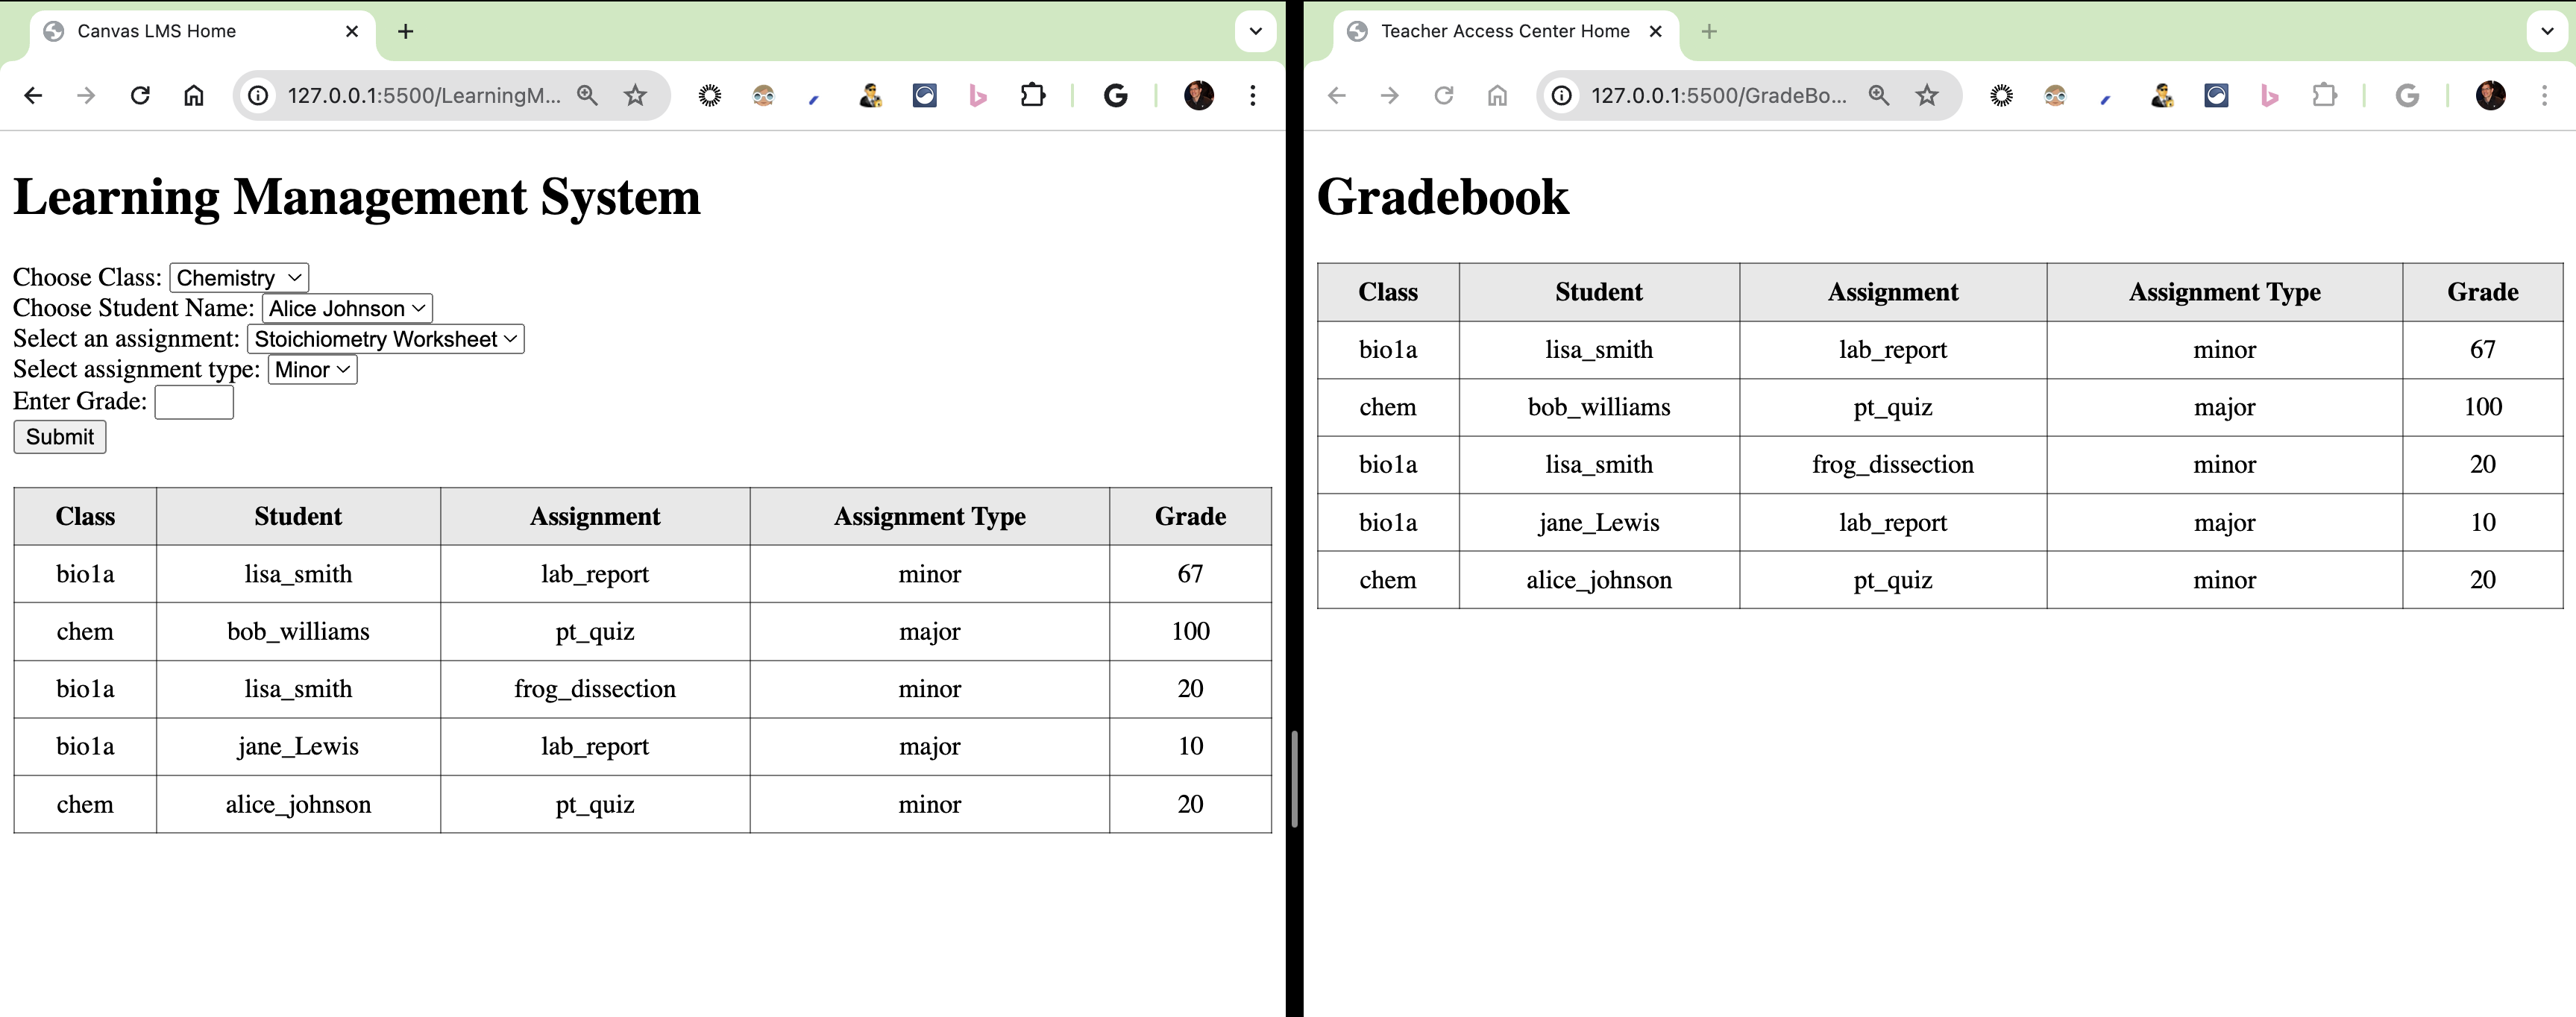 Canvas LMS Home
127.0.0.1:5500/LearningM...
Learning Management System
Choose Class: Chemistry
Choose Student Name: Alice Johnson
Select an assignment: Stoichiometry Worksheet
Select assignment type: Minor
Enter Grade:
Submit
Class Student Assignment Assignment Type Grade
bio1a lisa_smith lab_report minor 67
chem bob_williams pt_quiz major 100
bio1a lisa_smith frog_dissection minor 20
bio1a jane_Lewis lab_report major 10
chem alice_johnson pt_quiz minor 20
Teacher Access Center Home
127.0.0.1:5500/GradeBo...
Gradebook
Class Student Assignment Assignment Type Grade
bio1a lisa_smith lab_report minor 67
chem bob_williams pt_quiz major 100
bio1a lisa_smith frog_dissection minor 20
bio1a jane_Lewis lab_report major 10
chem alice_johnson pt_quiz minor 20